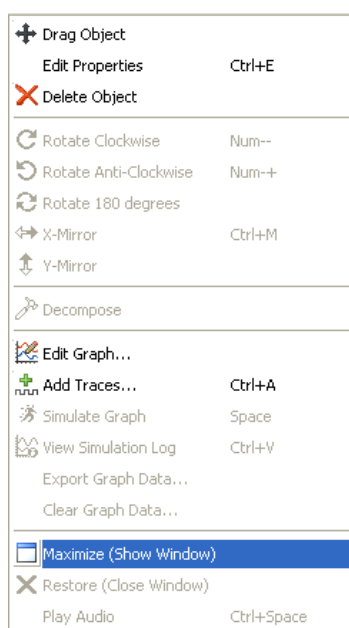 Drag Object
Edit Properties Ctrl+E
Delete Object
Rotate Clockwise Num--
Rotate Anti-Clockwise Num-+
Rotate 180 degrees
X-Mirror Ctrl+M
Y-Mirror
Decompose
Edit Graph...
Add Traces... Ctrl+A
Simulate Graph Space
View Simulation Log Ctrl+V
Export Graph Data...
Clear Graph Data...
Maximize (Show Window)
Restore (Close Window)
Play Audio Ctrl+Space